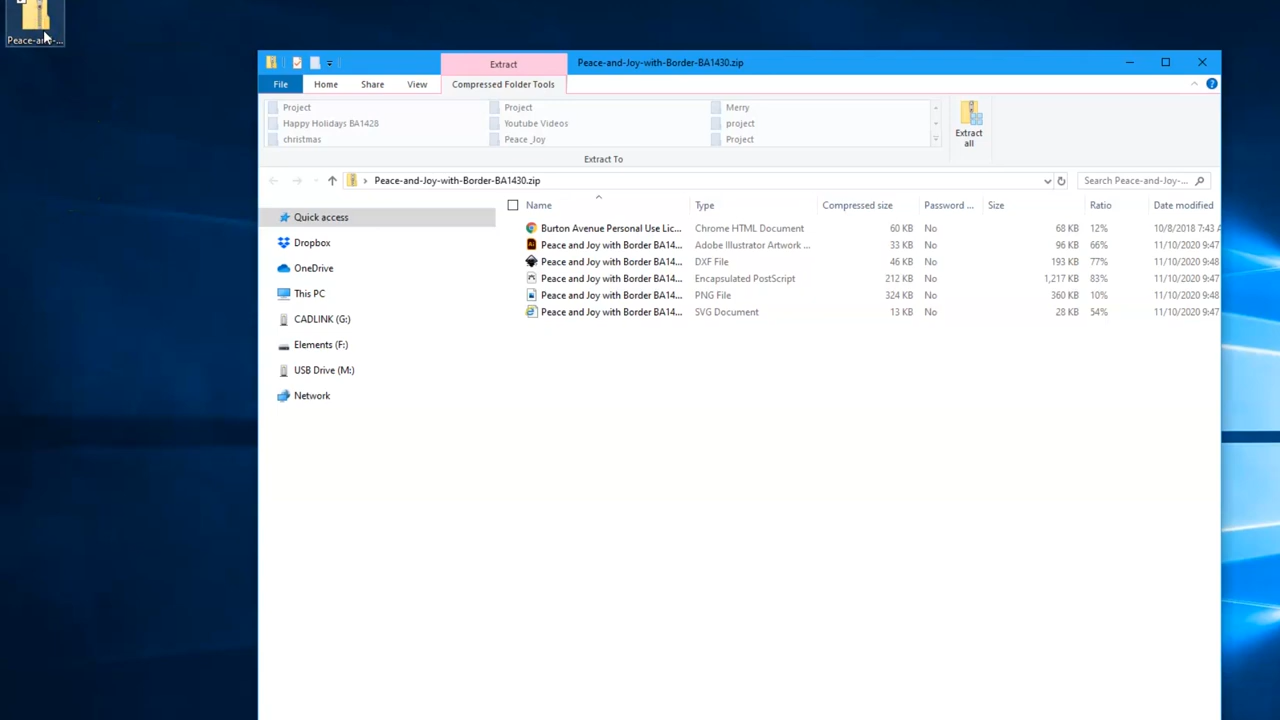 Peace-and-...
Extract
Peace-and-Joy-with-Border-BA1430.zip
File
Home
Share
View
Compressed Folder Tools
Project
Project
Merry
Happy Holidays BA1428
Youtube Videos
project
christmas
Peace _Joy
Project
Extract To
Extract all
Peace-and-Joy-with-Border-BA1430.zip
Search Peace-and-Joy-...
Name
Type
Compressed size
Password ...
Size
Ratio
Date modified
Burton Avenue Personal Use Lic... Chrome HTML Document 60 KB No 68 KB 12% 10/8/2018 7:43 A
Peace and Joy with Border BA14... Adobe Illustrator Artwork ... 33 KB No 96 KB 66% 11/10/2020 9:47
Peace and Joy with Border BA14... DXF File 46 KB No 193 KB 77% 11/10/2020 9:48
Peace and Joy with Border BA14... Encapsulated PostScript 212 KB No 1,217 KB 83% 11/10/2020 9:47
Peace and Joy with Border BA14... PNG File 324 KB No 360 KB 10% 11/10/2020 9:48
Peace and Joy with Border BA14... SVG Document 13 KB No 28 KB 54% 11/10/2020 9:47
Quick access
Dropbox
OneDrive
This PC
CADLINK (G:)
Elements (F:)
USB Drive (M:)
Network